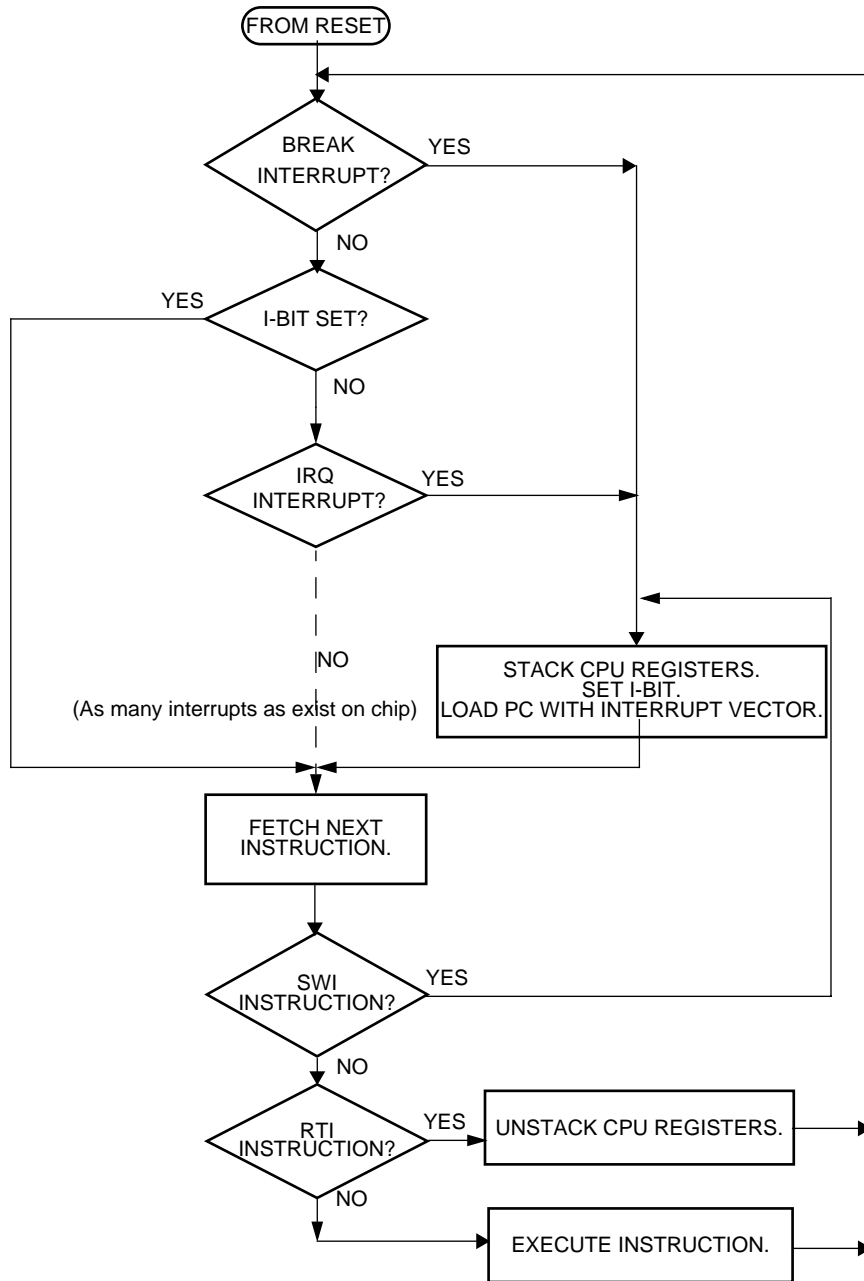 FROM RESET
BREAK
INTERRUPT?
YES
NO
YES
I-BIT SET?
NO
IRQ
INTERRUPT?
YES
NO
(As many interrupts as exist on chip)
STACK CPU REGISTERS.
SET I-BIT.
LOAD PC WITH INTERRUPT VECTOR.
FETCH NEXT
INSTRUCTION.
SWI
INSTRUCTION?
YES
NO
RTI
INSTRUCTION?
YES
UNSTACK CPU REGISTERS.
NO
EXECUTE INSTRUCTION.